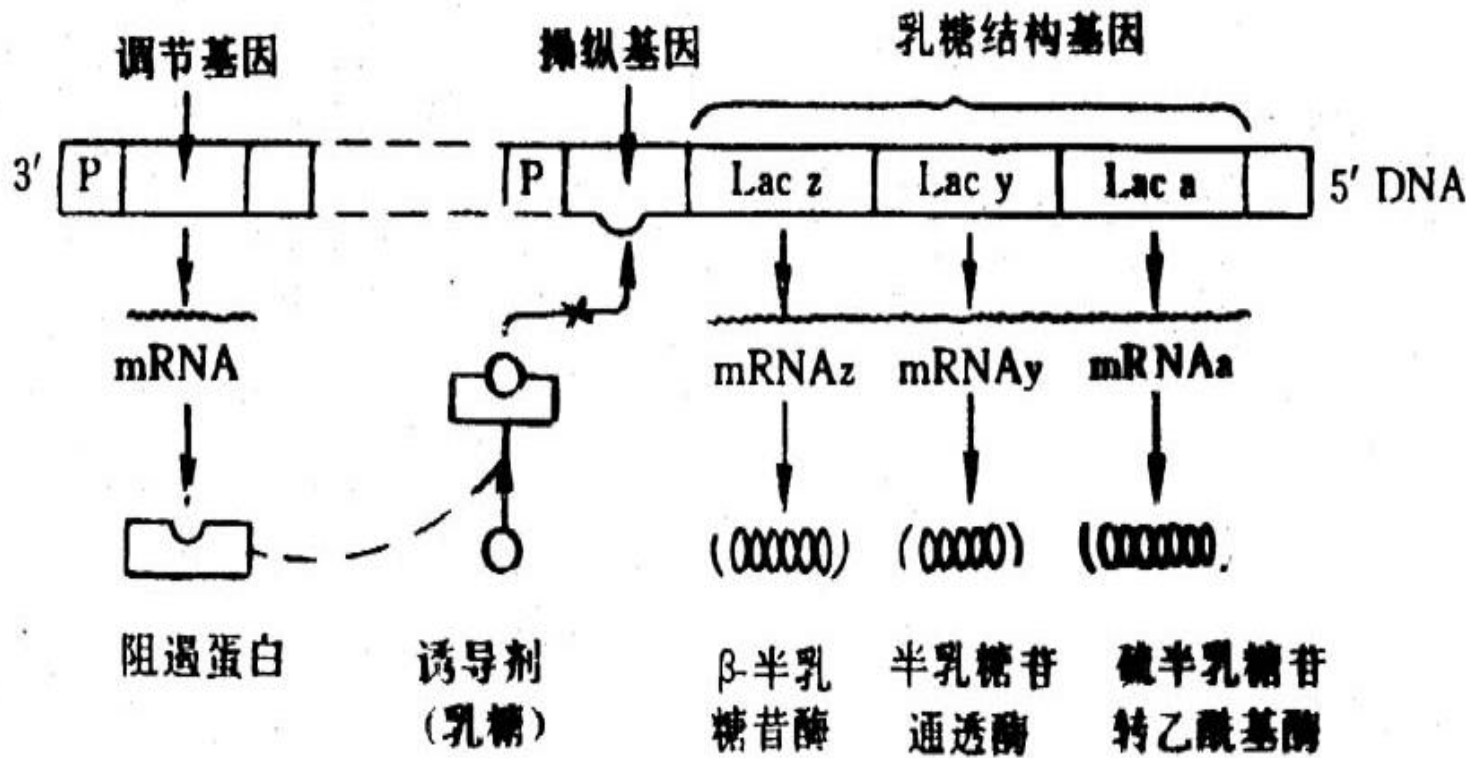 调节基因
操纵基因
乳糖结构基因
3′ P P Lac z Lac y Lac a 5′ DNA
mRNA
mRNAz mRNAy mRNAa
阻遏蛋白
诱导剂
(乳糖)
β-半乳
糖苷酶
半乳糖苷
通透酶
硫半乳糖苷
转乙酰基酶